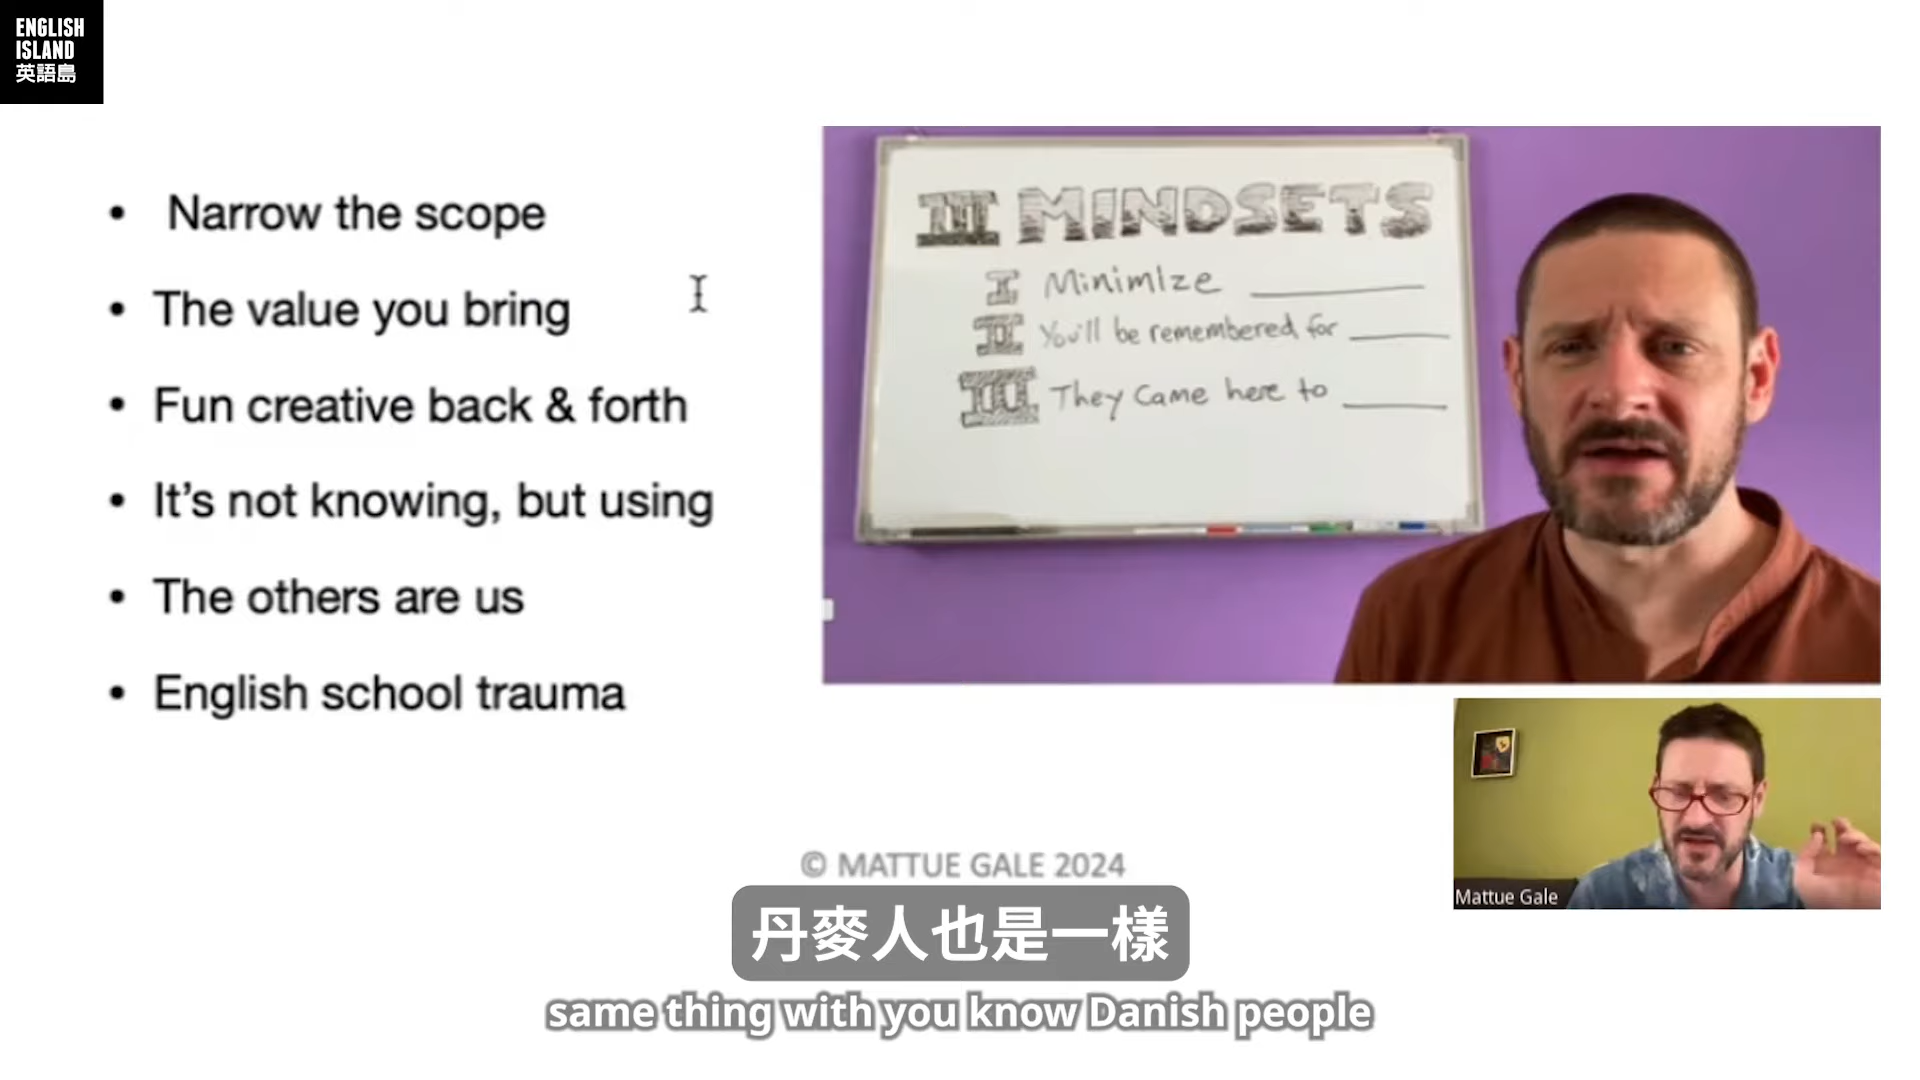 ENGLISH
ISLAND
英語島
• Narrow the scope
• The value you bring
• Fun creative back & forth
• It’s not knowing, but using
• The others are us
• English school trauma
III MINDSETS
I MinimIze ________
II You'll be remembered for ________
III They Came here to ________
Mattue Gale
© MATTUE GALE 2024
丹麥人也是一樣
same thing with you know Danish people